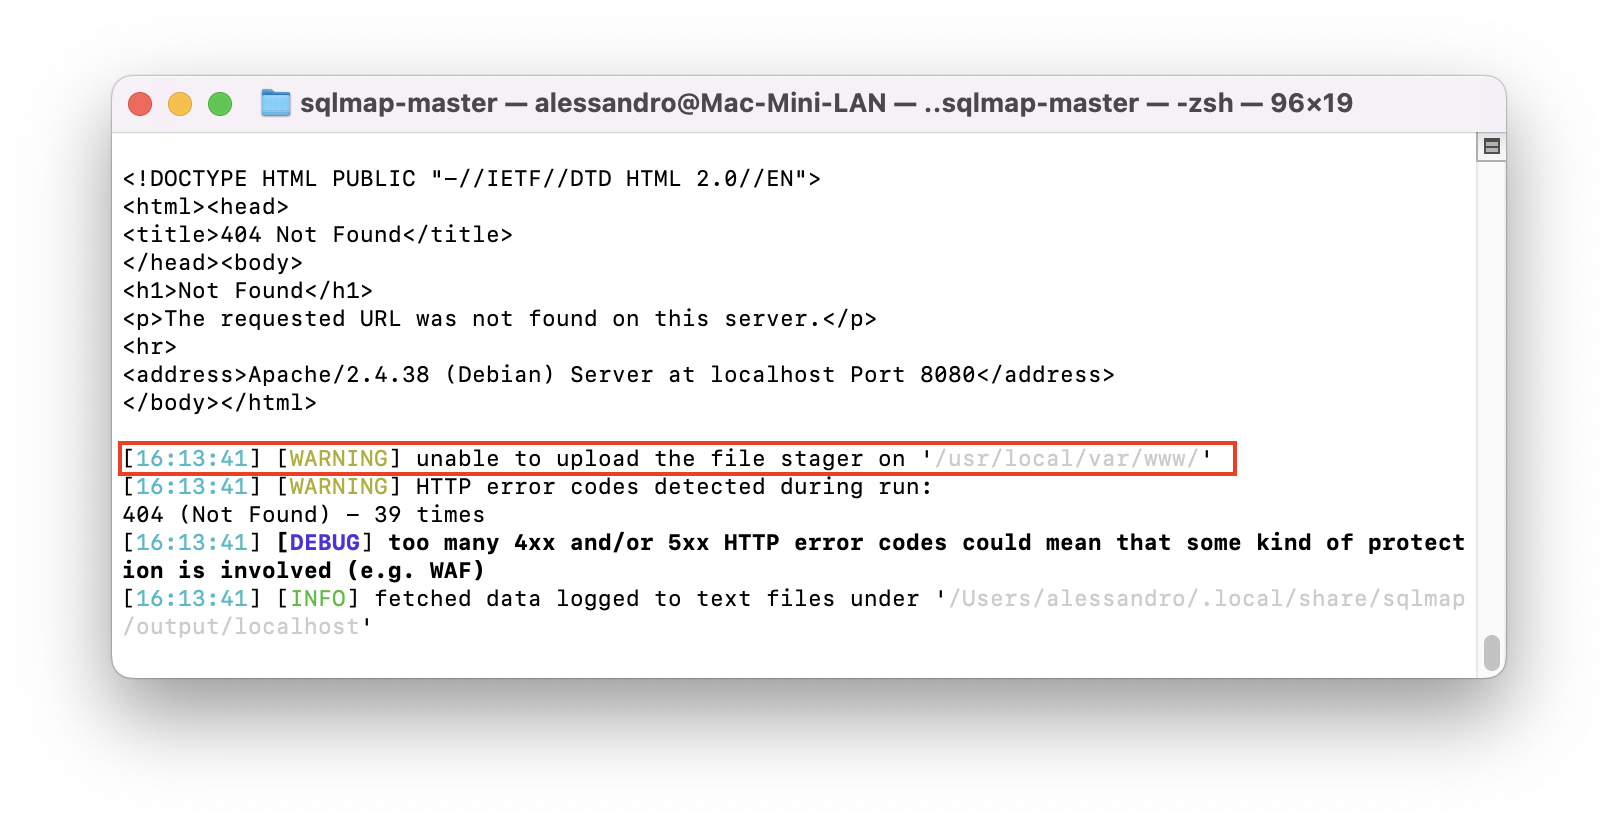 sqlmap-master — alessandro@Mac-Mini-LAN — ..sqlmap-master — -zsh — 96×19
<!DOCTYPE HTML PUBLIC "-//IETF//DTD HTML 2.0//EN">
<html><head>
<title>404 Not Found</title>
</head><body>
<h1>Not Found</h1>
<p>The requested URL was not found on this server.</p>
<hr>
<address>Apache/2.4.38 (Debian) Server at localhost Port 8080</address>
</body></html>
[16:13:41] [WARNING] unable to upload the file stager on '/usr/local/var/www/'
[16:13:41] [WARNING] HTTP error codes detected during run:
404 (Not Found) - 39 times
[16:13:41] [DEBUG] too many 4xx and/or 5xx HTTP error codes could mean that some kind of protect
ion is involved (e.g. WAF)
[16:13:41] [INFO] fetched data logged to text files under '/Users/alessandro/.local/share/sqlmap
/output/localhost'